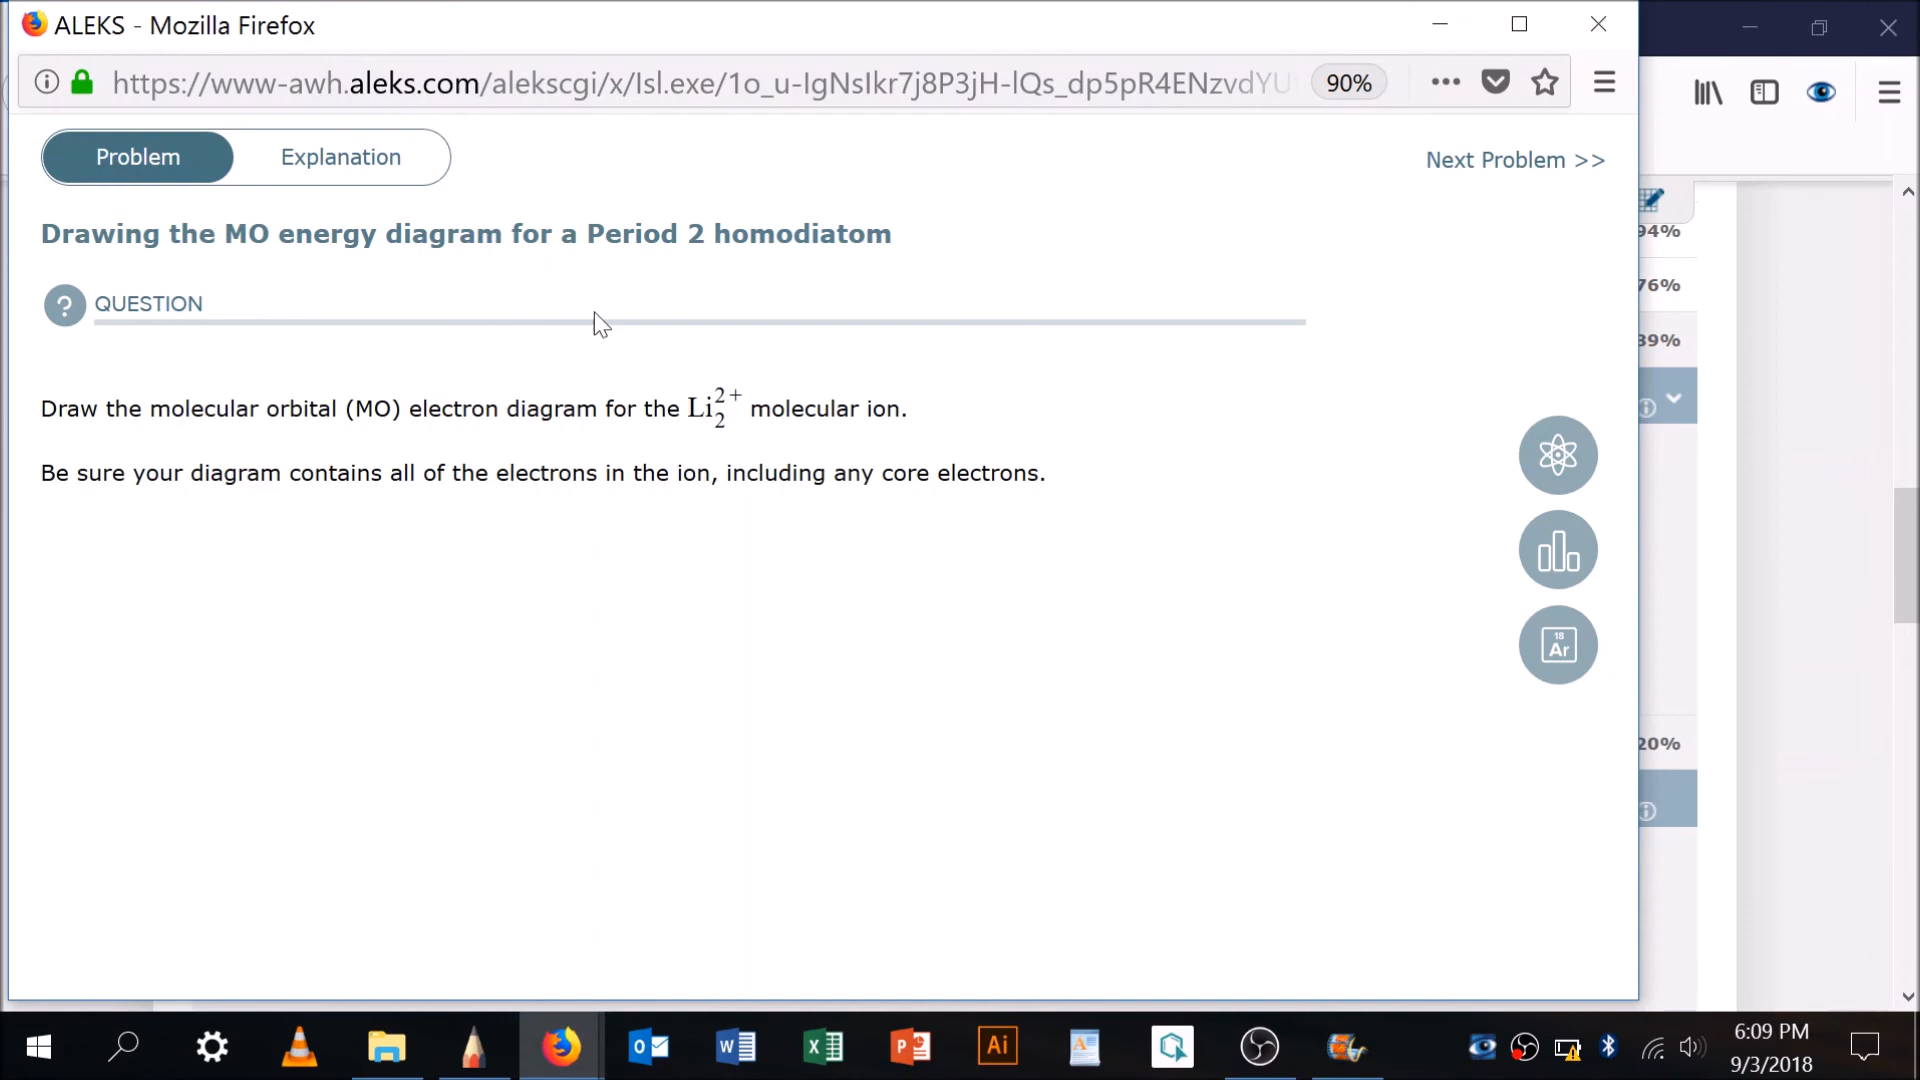 ALEKS - Mozilla Firefox
https://www-awh.aleks.com/alekscgi/x/Isl.exe/1o_u-IgNsIkr7j8P3jH-lQs_dp5pR4ENzvdYU
90%
Problem
Explanation
Next Problem >>
94%
Drawing the MO energy diagram for a Period 2 homodiatom
76%
? QUESTION
39%
Draw the molecular orbital (MO) electron diagram for the Li₂²⁺ molecular ion.
Be sure your diagram contains all of the electrons in the ion, including any core electrons.
18
Ar
20%
6:09 PM
9/3/2018